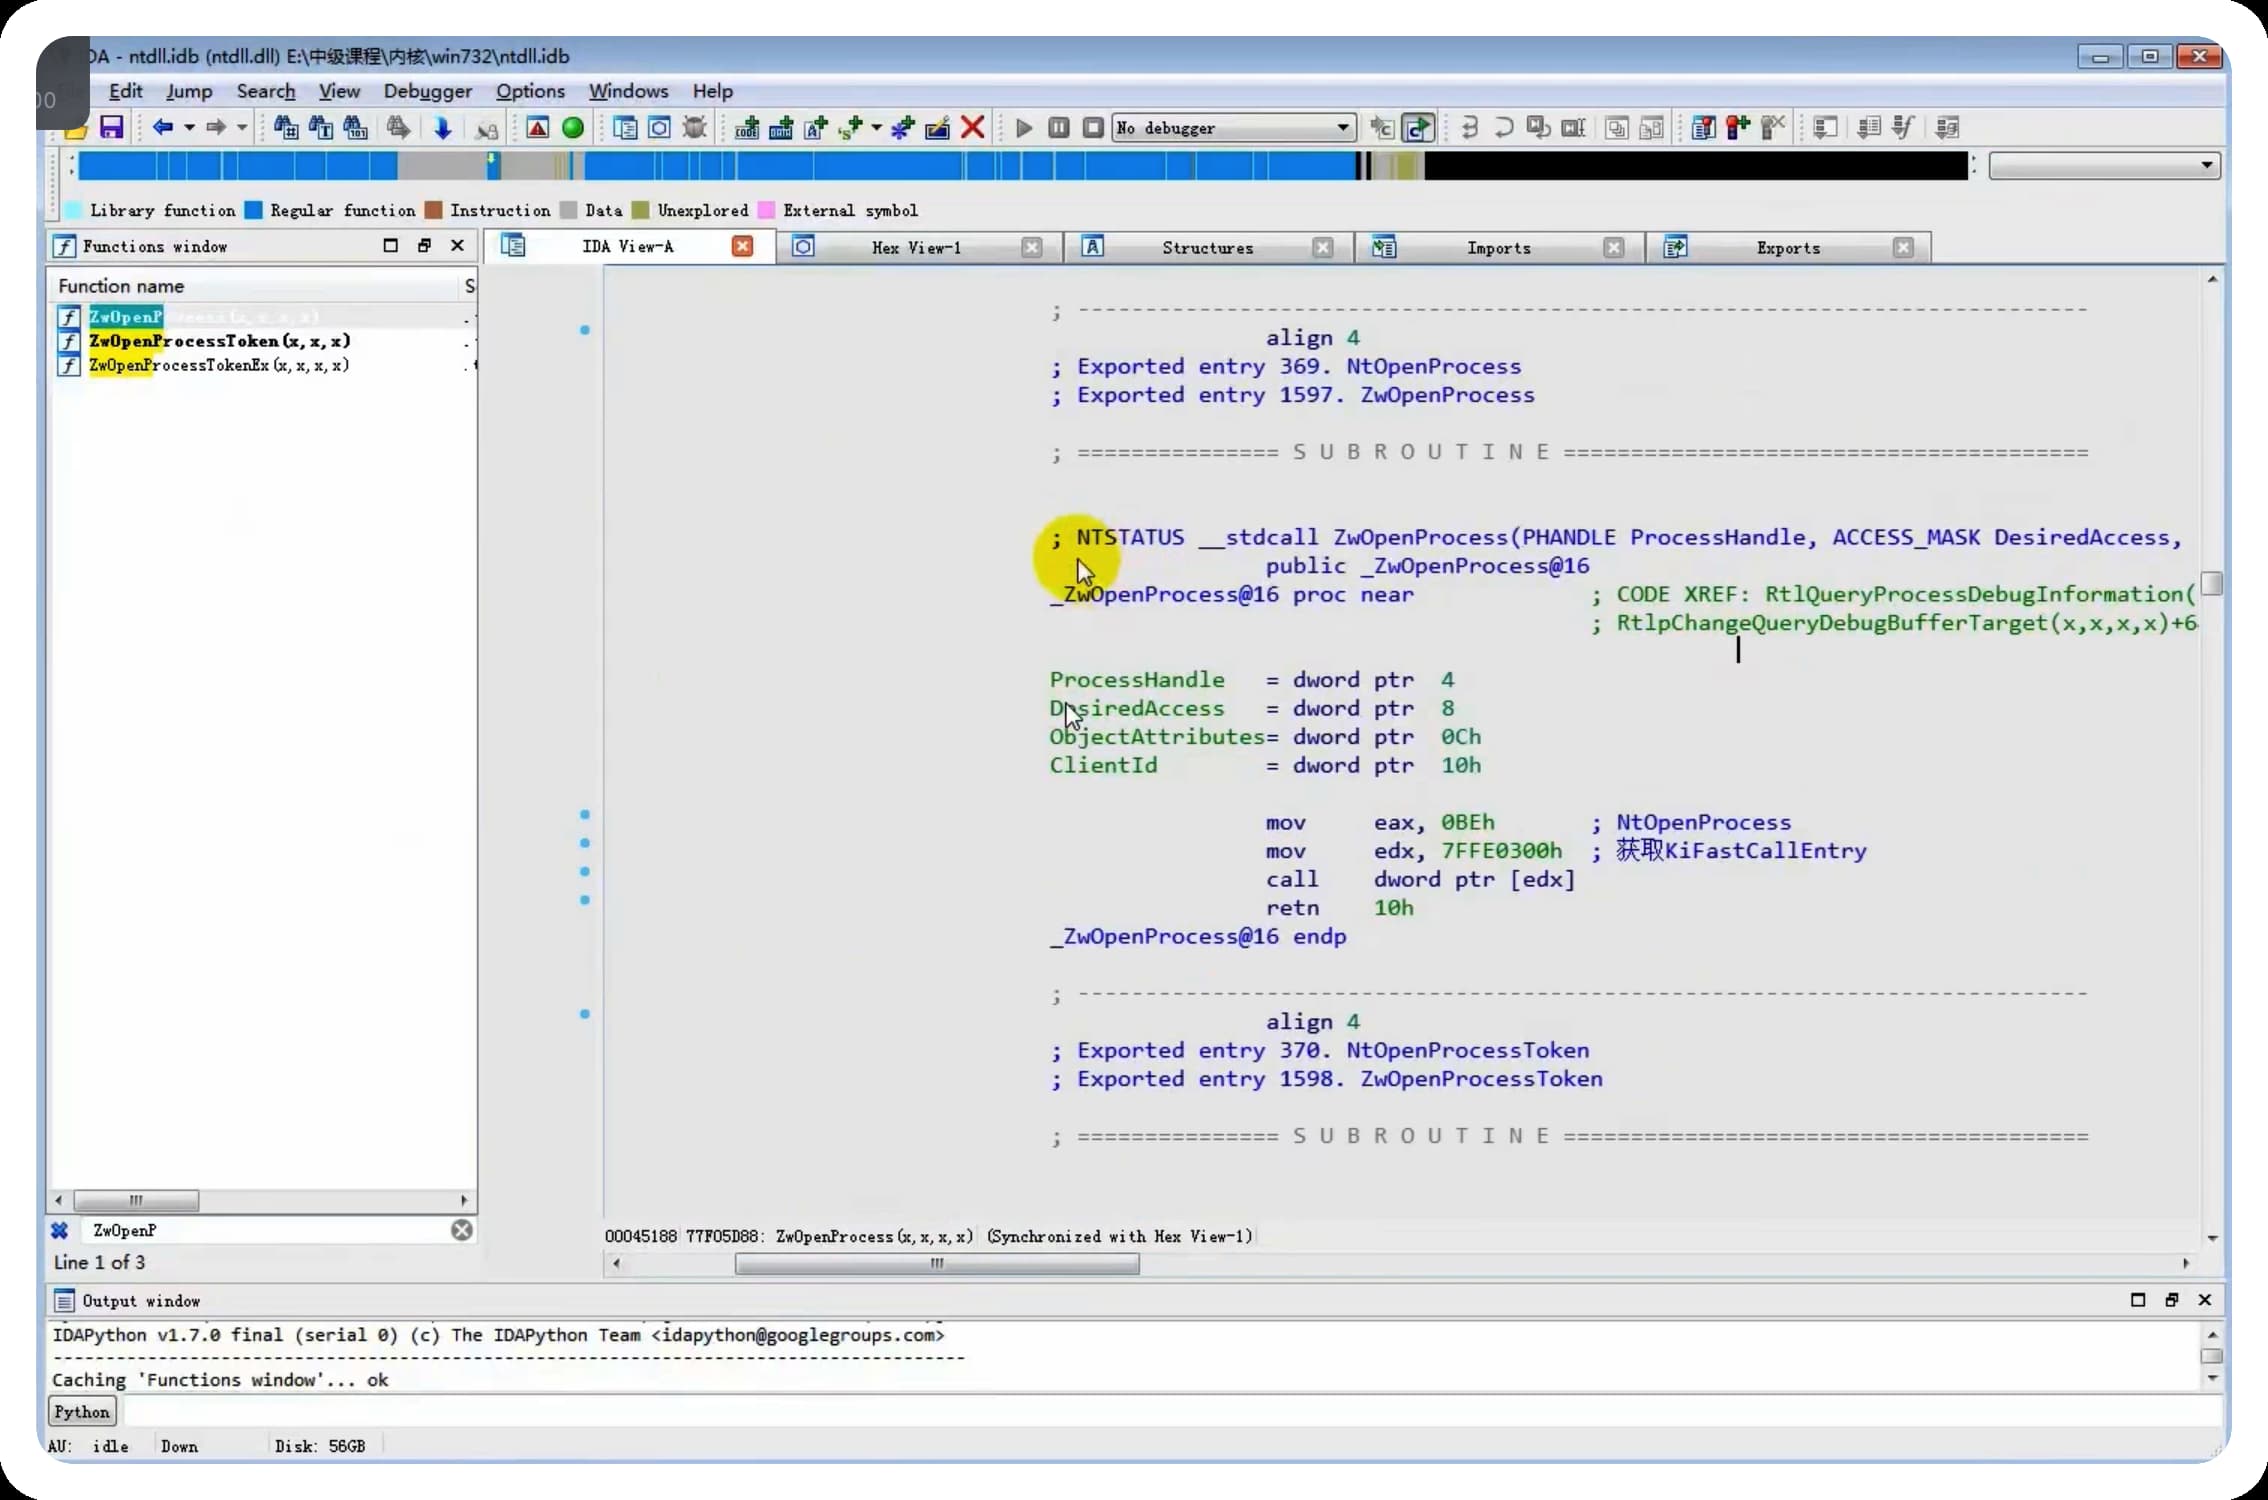 DA - ntdll.idb (ntdll.dll) E:\中级课程\内核\win732\ntdll.idb
00
Edit Jump Search View Debugger Options Windows Help
No debugger
Library function Regular function Instruction Data Unexplored External symbol
Functions window
IDA View-A Hex View-1 Structures Imports Exports
Function name S
ZwOpenP
ZwOpenProcessToken(x,x,x)
ZwOpenProcessTokenEx(x,x,x,x) .t
; ---------------------------------------------------------------------------
align 4
; Exported entry 369. NtOpenProcess
; Exported entry 1597. ZwOpenProcess
; =============== S U B R O U T I N E =======================================
; NTSTATUS __stdcall ZwOpenProcess(PHANDLE ProcessHandle, ACCESS_MASK DesiredAccess,
public _ZwOpenProcess@16
_ZwOpenProcess@16 proc near ; CODE XREF: RtlQueryProcessDebugInformation(
; RtlpChangeQueryDebugBufferTarget(x,x,x,x)+6
ProcessHandle = dword ptr 4
DesiredAccess = dword ptr 8
ObjectAttributes= dword ptr 0Ch
ClientId = dword ptr 10h
mov eax, 0BEh ; NtOpenProcess
mov edx, 7FFE0300h ; 获取KiFastCallEntry
call dword ptr [edx]
retn 10h
_ZwOpenProcess@16 endp
; ---------------------------------------------------------------------------
align 4
; Exported entry 370. NtOpenProcessToken
; Exported entry 1598. ZwOpenProcessToken
; =============== S U B R O U T I N E =======================================
ZwOpenP
Line 1 of 3
00045188 77F05D88: ZwOpenProcess(x,x,x,x) (Synchronized with Hex View-1)
Output window
IDAPython v1.7.0 final (serial 0) (c) The IDAPython Team <idapython@googlegroups.com>
---------------------------------------------------------------------------
Caching 'Functions window'... ok
Python
AU: idle Down Disk: 56GB